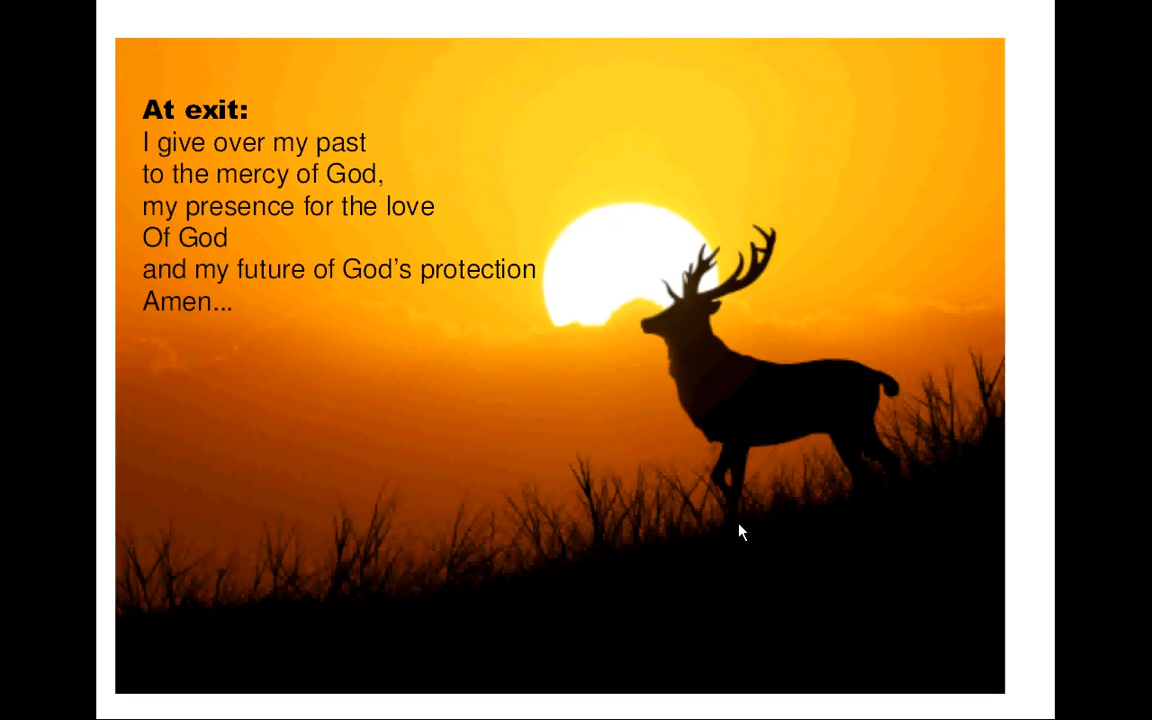 At exit:
I give over my past
to the mercy of God,
my presence for the love
Of God
and my future of God’s protection
Amen...